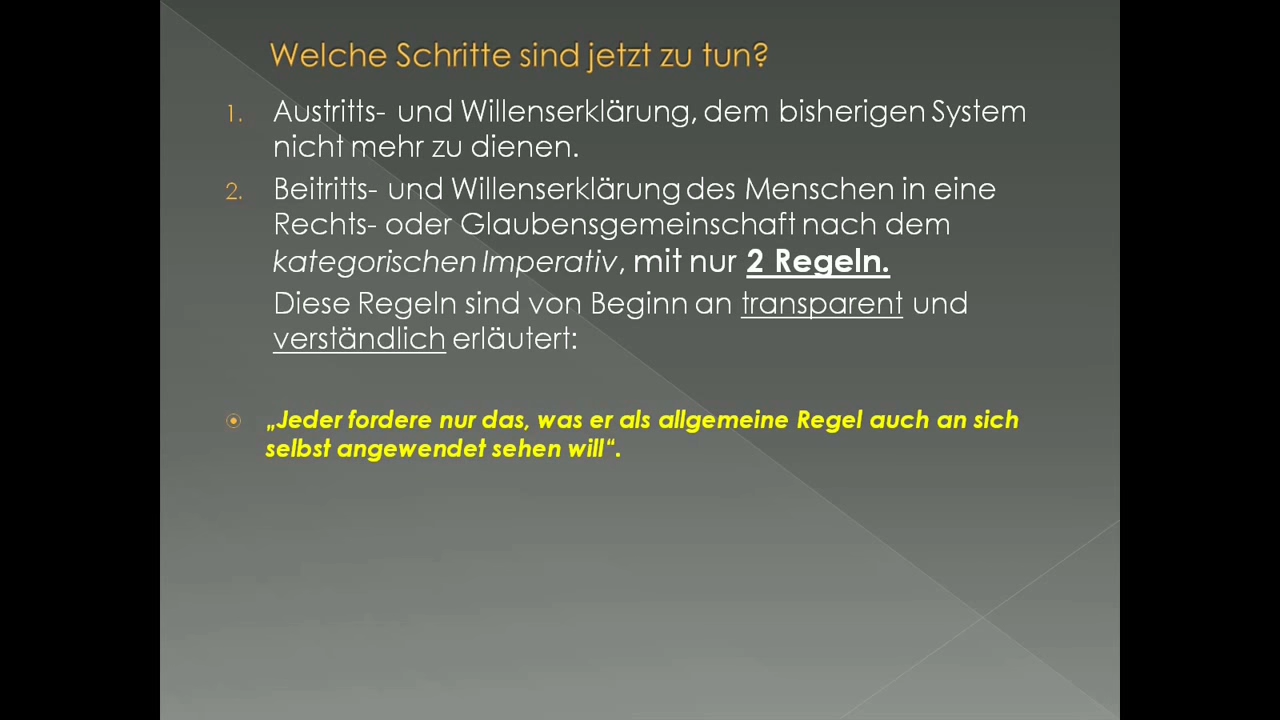 Welche Schritte sind jetzt zu tun?
1. Austritts- und Willenserklärung, dem bisherigen System
nicht mehr zu dienen.
2. Beitritts- und Willenserklärung des Menschen in eine
Rechts- oder Glaubensgemeinschaft nach dem
kategorischen Imperativ, mit nur 2 Regeln.
Diese Regeln sind von Beginn an transparent und
verständlich erläutert:
„Jeder fordere nur das, was er als allgemeine Regel auch an sich
selbst angewendet sehen will“.